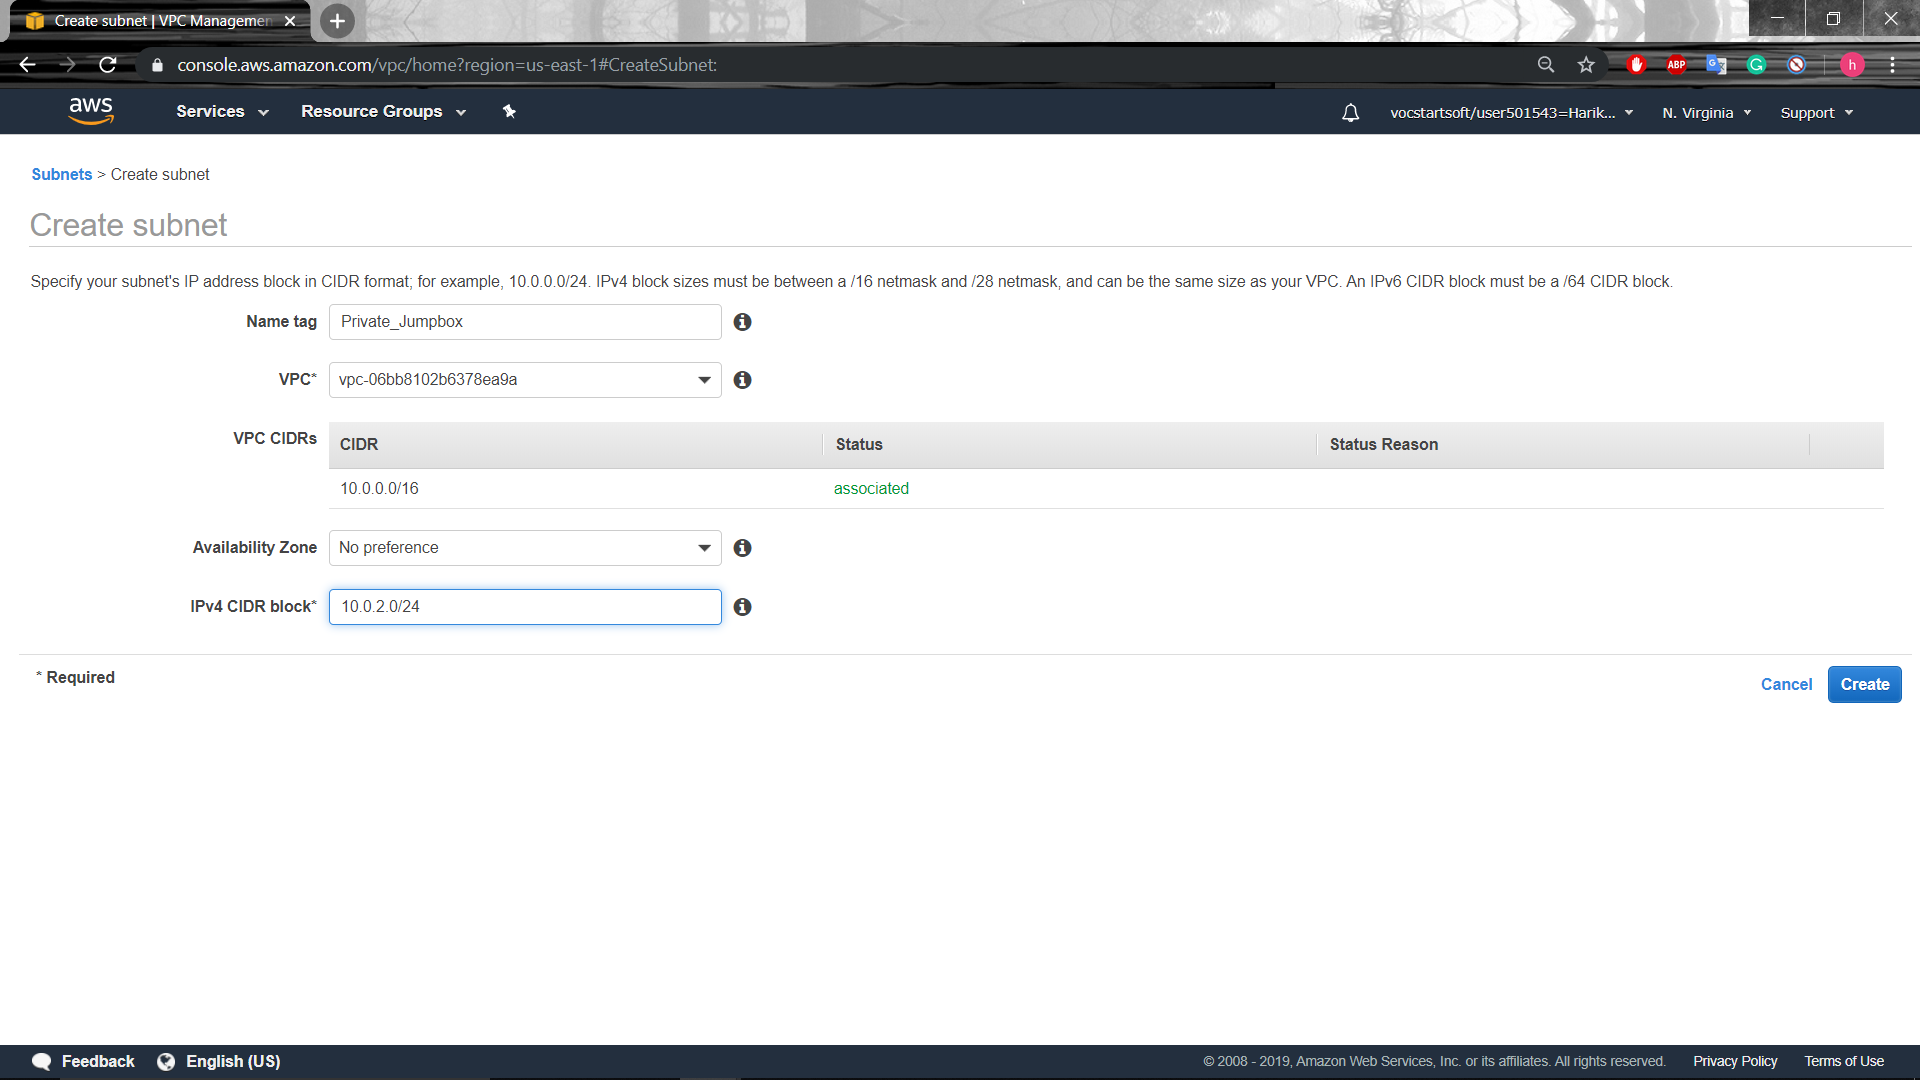 Create subnet | VPC Managemen
console.aws.amazon.com/vpc/home?region=us-east-1#CreateSubnet:
ABP
G
h
aws
Services
Resource Groups
vocstartsoft/user501543=Harik...
N. Virginia
Support
Subnets > Create subnet
Create subnet
Specify your subnet's IP address block in CIDR format; for example, 10.0.0.0/24. IPv4 block sizes must be between a /16 netmask and /28 netmask, and can be the same size as your VPC. An IPv6 CIDR block must be a /64 CIDR block.
Name tag Private_Jumpbox
VPC* vpc-06bb8102b6378ea9a
VPC CIDRs CIDR Status Status Reason
10.0.0.0/16 associated
Availability Zone No preference
IPv4 CIDR block* 10.0.2.0/24
* Required
Cancel Create
Feedback English (US) © 2008 - 2019, Amazon Web Services, Inc. or its affiliates. All rights reserved. Privacy Policy Terms of Use